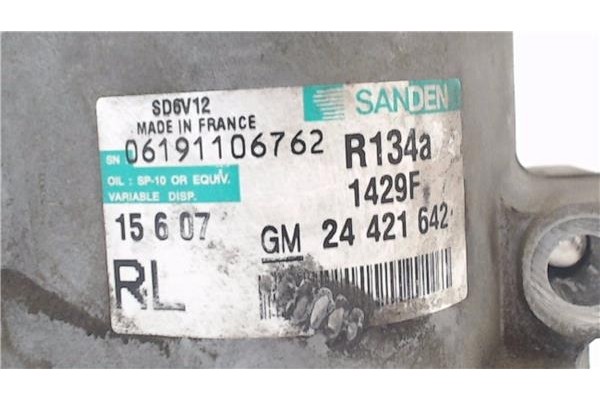 SD6V12
MADE IN FRANCE
SANDEN
SN 06191106762
R134a
OIL : SP-10 OR EQUIV.
VARIABLE DISP.
1429F
15 6 07
GM 24 421 642
RL